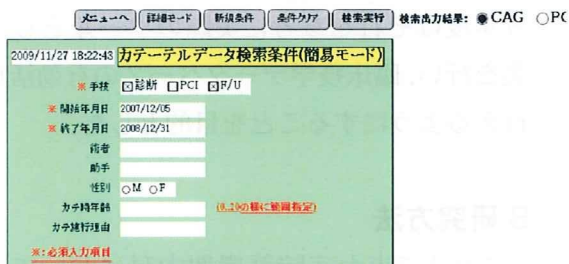 メニューへ 詳細モード 新規条件 条件クリア 検索実行 検索出力結果: CAG PC
2009/11/27 18:22:43 カテーテルデータ検索条件(簡易モード)
※手技 診断 PCI F/U
※開始年月日 2007/12/05
※終了年月日 2008/12/31
術者
助手
性別 M F
カテ時年齢 (0..20の様に範囲指定)
カテ施行理由
※:必須入力項目